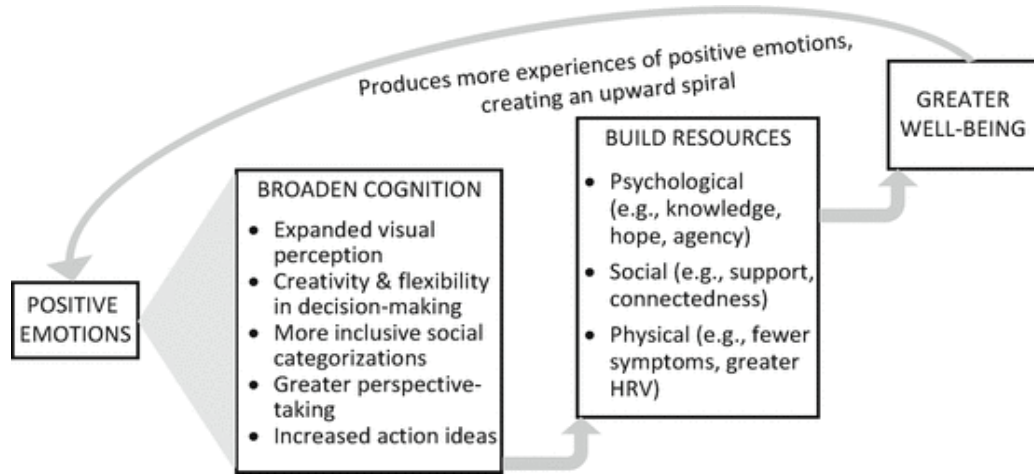 Produces more experiences of positive emotions,
creating an upward spiral
POSITIVE
EMOTIONS
BROADEN COGNITION
• Expanded visual
perception
• Creativity & flexibility
in decision-making
• More inclusive social
categorizations
• Greater perspective-
taking
• Increased action ideas
BUILD RESOURCES
• Psychological
(e.g., knowledge,
hope, agency)
• Social (e.g., support,
connectedness)
• Physical (e.g., fewer
symptoms, greater
HRV)
GREATER
WELL-BEING